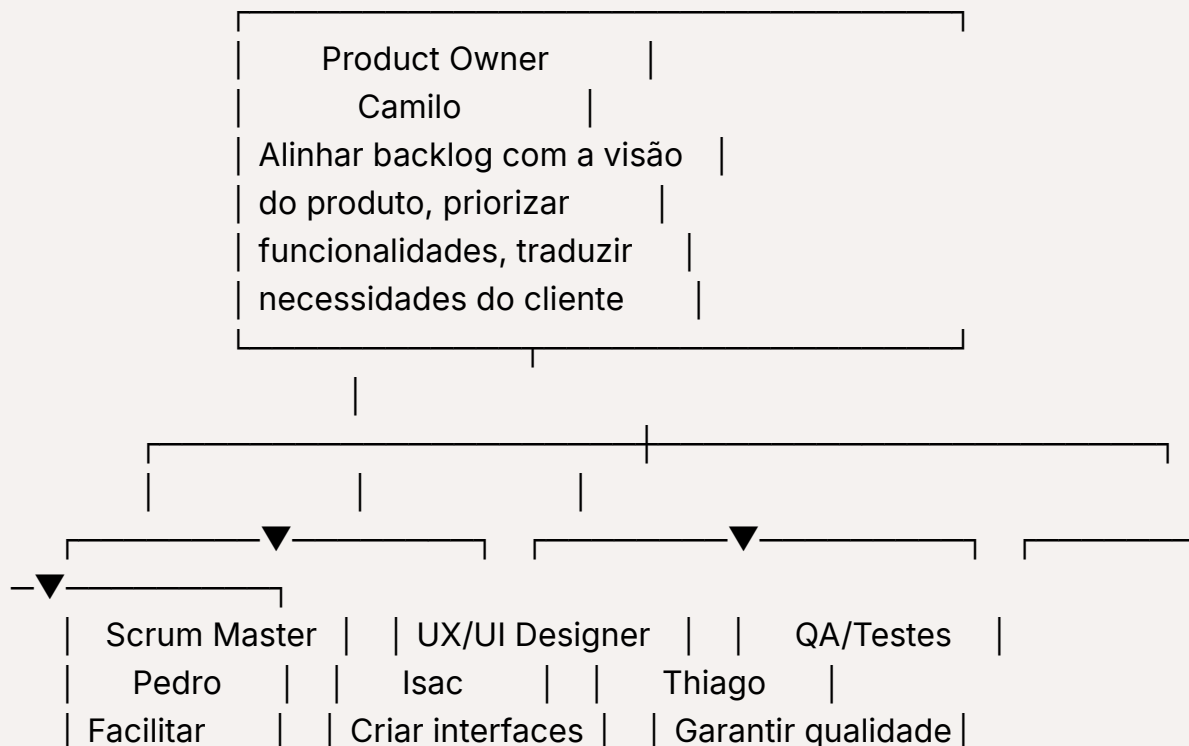 Product Owner
Camilo
Alinhar backlog com a visão
do produto, priorizar
funcionalidades, traduzir
necessidades do cliente
Scrum Master UX/UI Designer QA/Testes
Pedro Isac Thiago
Facilitar Criar interfaces Garantir qualidade